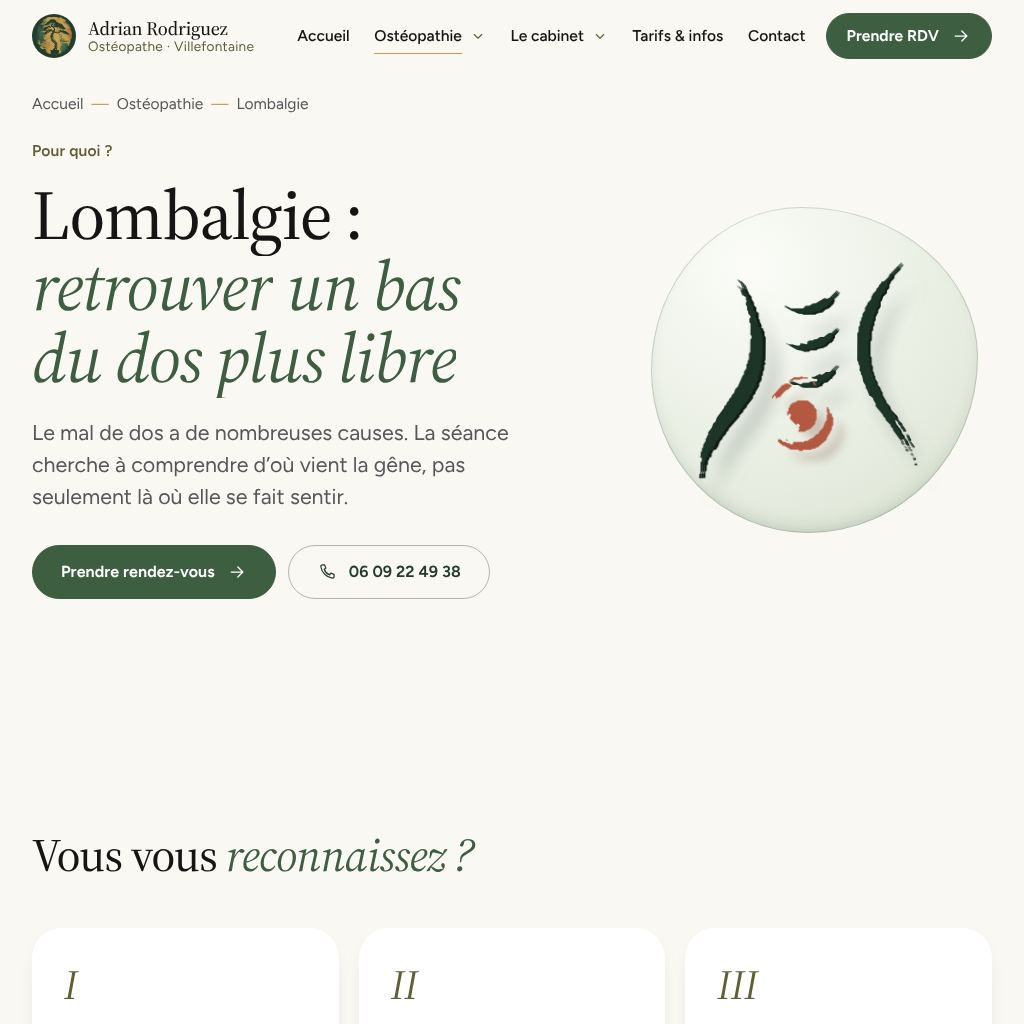 Adrian Rodriguez
Ostéopathe · Villefontaine
Accueil
Ostéopathie
Le cabinet
Tarifs & infos
Contact
Prendre RDV
Accueil — Ostéopathie — Lombalgie
Pour quoi ?
Lombalgie :
retrouver un bas
du dos plus libre
Le mal de dos a de nombreuses causes. La séance
cherche à comprendre d’où vient la gêne, pas
seulement là où elle se fait sentir.
Prendre rendez-vous
06 09 22 49 38
Vous vous reconnaissez ?
I
II
III